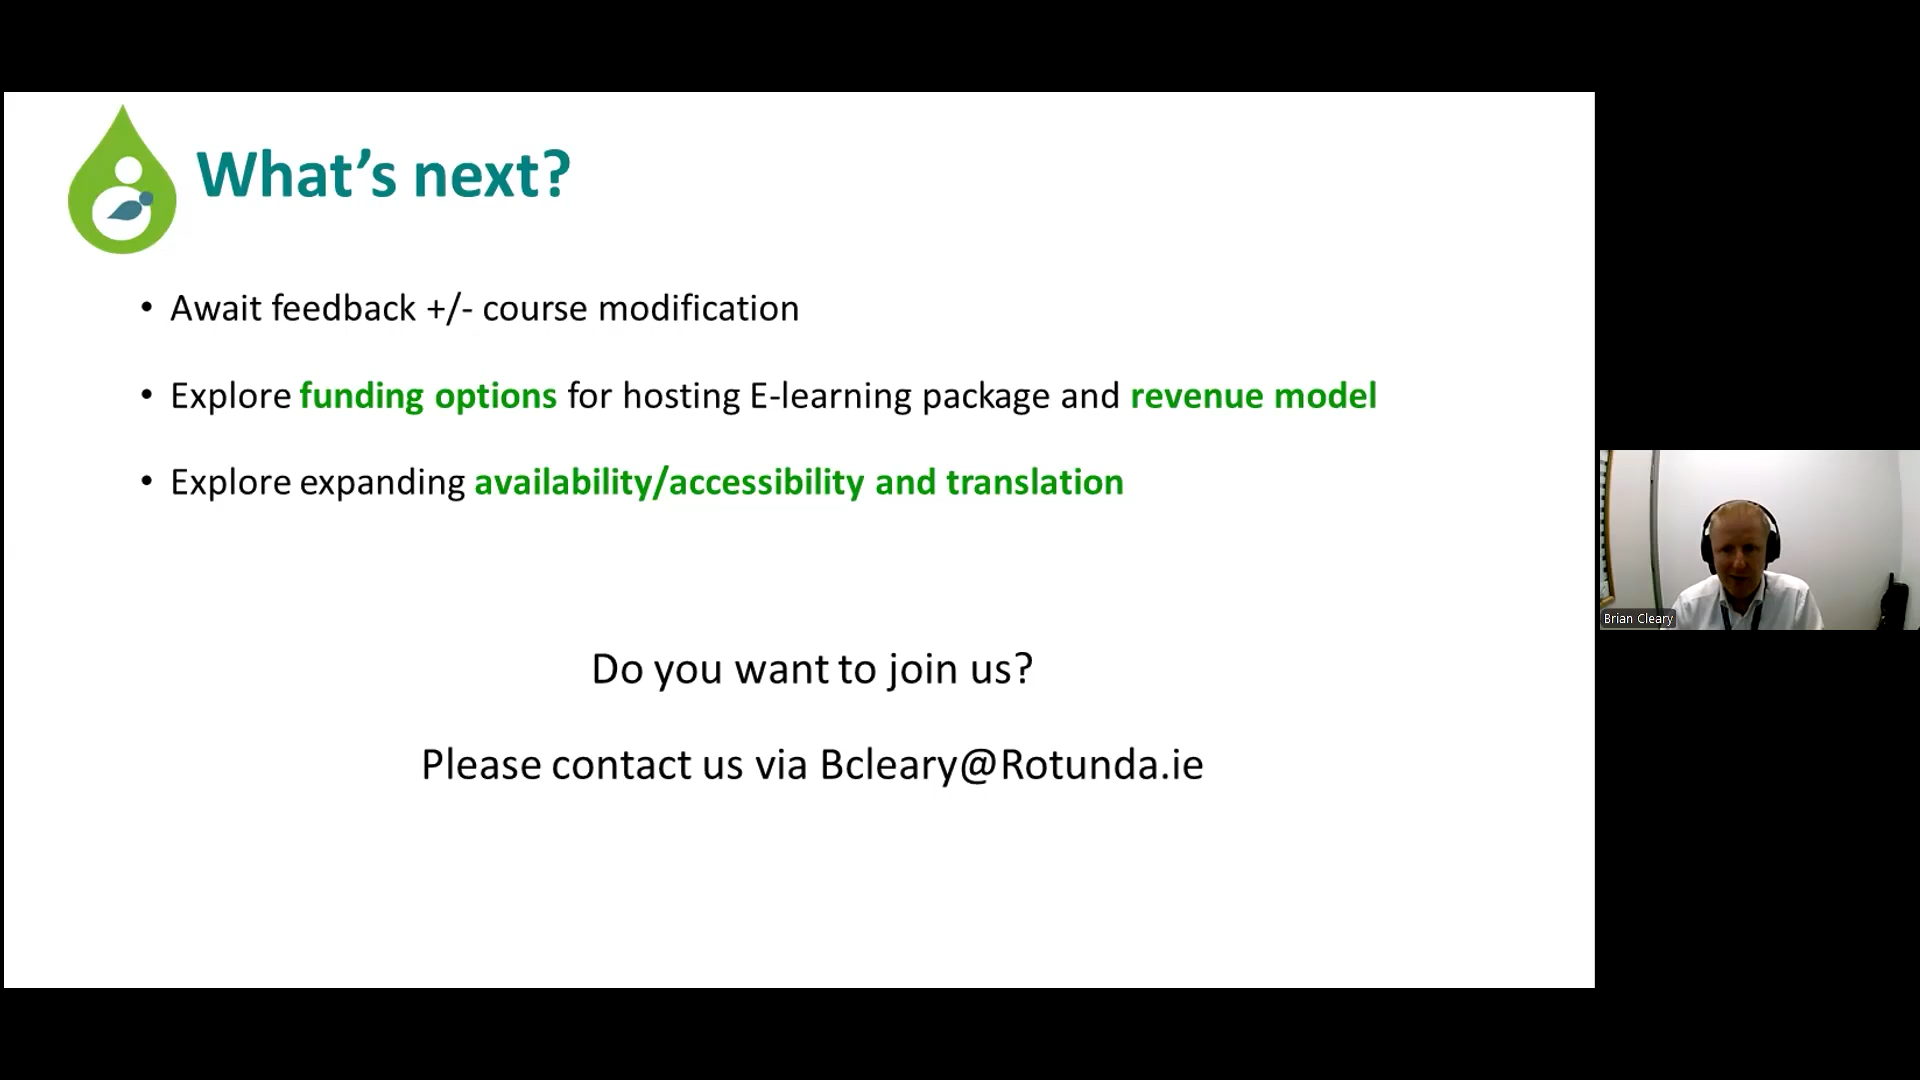 What’s next?
• Await feedback +/- course modification
• Explore funding options for hosting E-learning package and revenue model
• Explore expanding availability/accessibility and translation
Do you want to join us?
Please contact us via Bcleary@Rotunda.ie
Brian Cleary